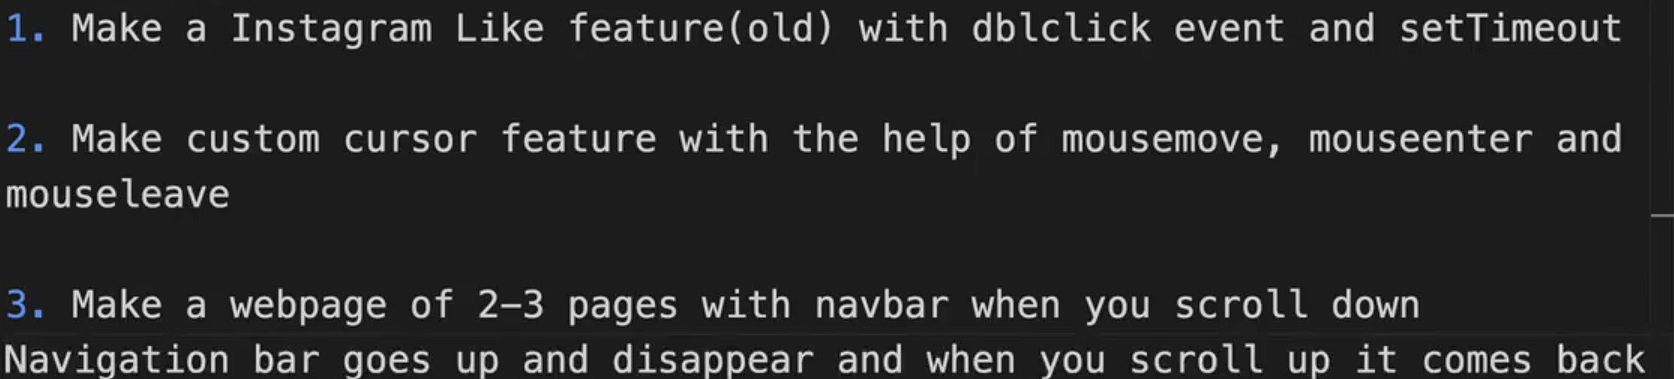 1. Make a Instagram Like feature(old) with dblclick event and setTimeout
2. Make custom cursor feature with the help of mousemove, mouseenter and
mouseleave
3. Make a webpage of 2-3 pages with navbar when you scroll down
Navigation bar goes up and disappear and when you scroll up it comes back